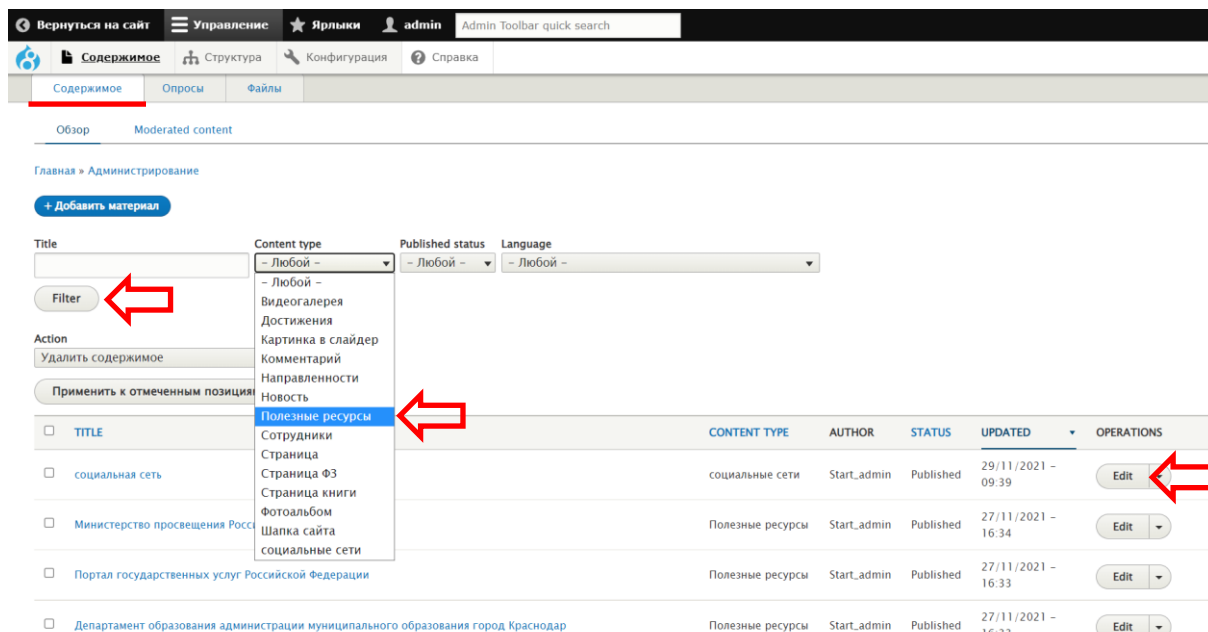 Вернуться на сайт Управление Ярлыки admin Admin Toolbar quick search
Содержимое Структура Конфигурация Справка
Содержимое Опросы Файлы
Обзор Moderated content
Главная » Администрирование
+ Добавить материал
Title Content type Published status Language
– Любой – – Любой – – Любой –
– Любой –
Filter
Видеогалерея
Достижения
Картинка в слайдер
Action
Удалить содержимое
Комментарий
Направленности
Применить к отмеченным позиция
Новость
Полезные ресурсы
Сотрудники
Страница
Страница ФЗ
Страница книги
Фотоальбом
Шапка сайта
социальные сети
TITLE CONTENT TYPE AUTHOR STATUS UPDATED OPERATIONS
социальная сеть социальные сети Start_admin Published 29/11/2021 – Edit
09:39
Министерство просвещения Росс Полезные ресурсы Start_admin Published 27/11/2021 – Edit
16:34
Портал государственных услуг Российской Федерации Полезные ресурсы Start_admin Published 27/11/2021 – Edit
16:33
Департамент образования администрации муниципального образования город Краснодар Полезные ресурсы Start_admin Published 27/11/2021 – Edit